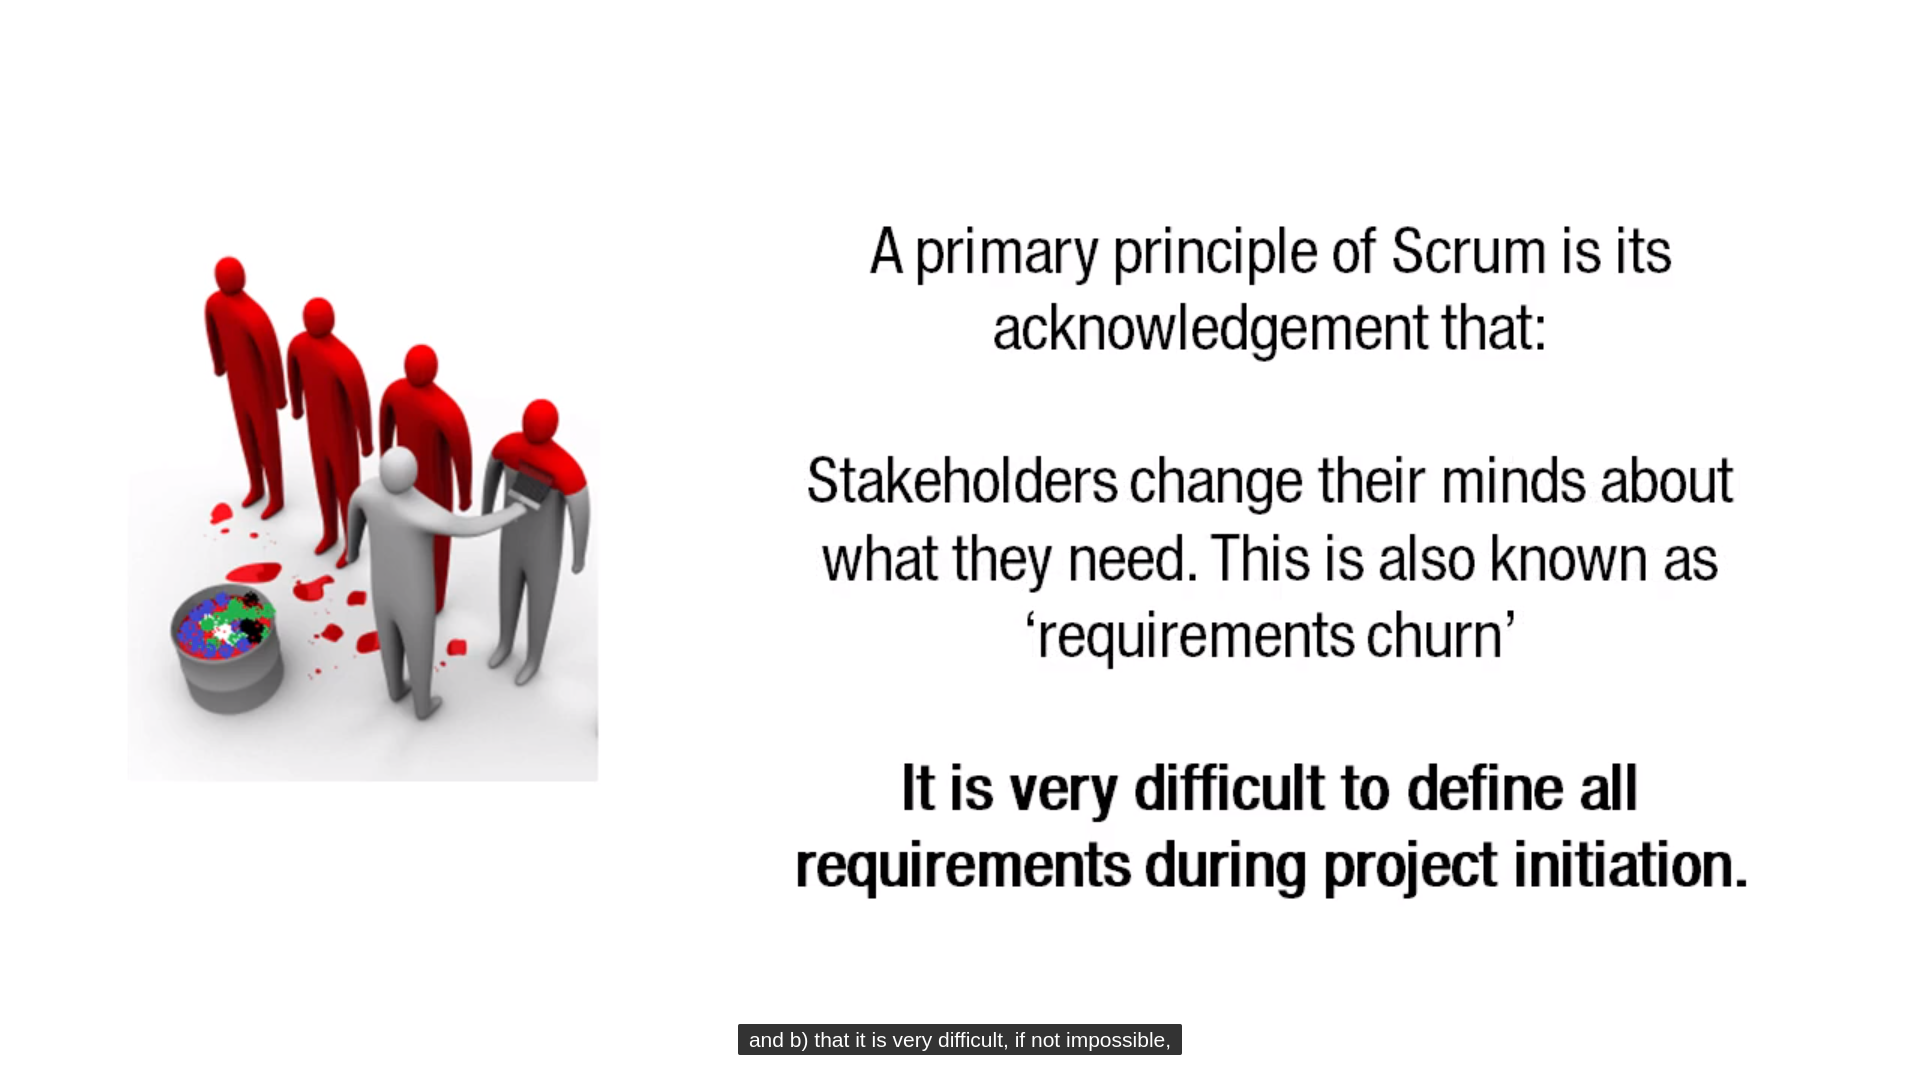 A primary principle of Scrum is its
acknowledgement that:
Stakeholders change their minds about
what they need. This is also known as
‘requirements churn’
It is very difficult to define all
requirements during project initiation.
and b) that it is very difficult, if not impossible,